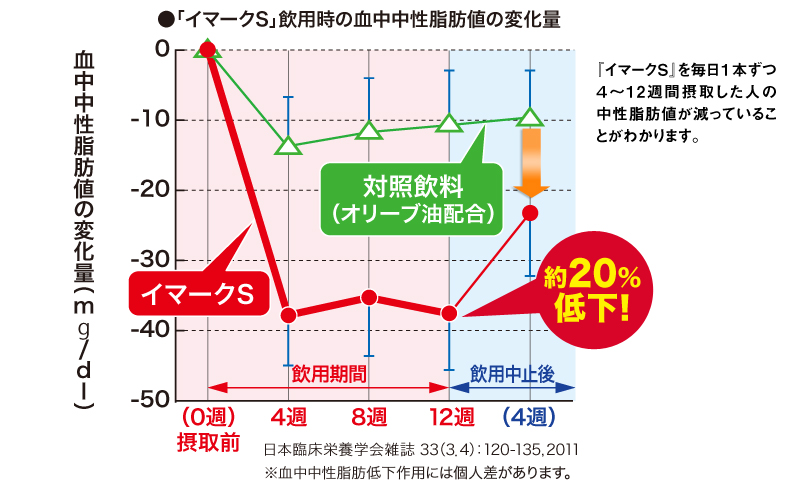 ●「イマークS」飲用時の血中中性脂肪値の変化量
血中中性脂肪値の変化量(mg/dl)
0
-10
-20
-30
-40
-50
『イマークS』を毎日1本ずつ
4〜12週間摂取した人の
中性脂肪値が減っているこ
とがわかります。
対照飲料
(オリーブ油配合)
イマークS
約20%
低下!
飲用期間
飲用中止後
(0週)
摂取前
4週
8週
12週
(4週)
日本臨床栄養学会雑誌 33(3,4):120-135,2011
※血中中性脂肪低下作用には個人差があります。